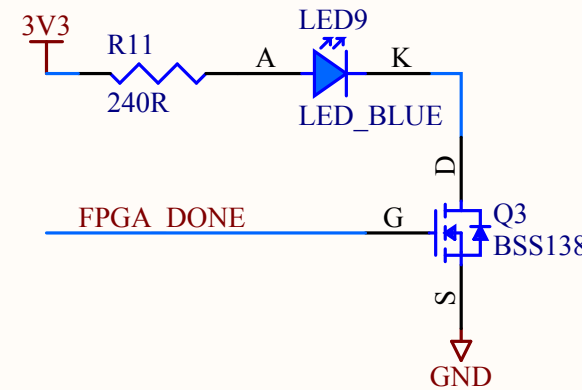 3V3
LED9
R11
A
K
240R
LED_BLUE
D
FPGA_DONE
G
Q3
BSS138
S
GND